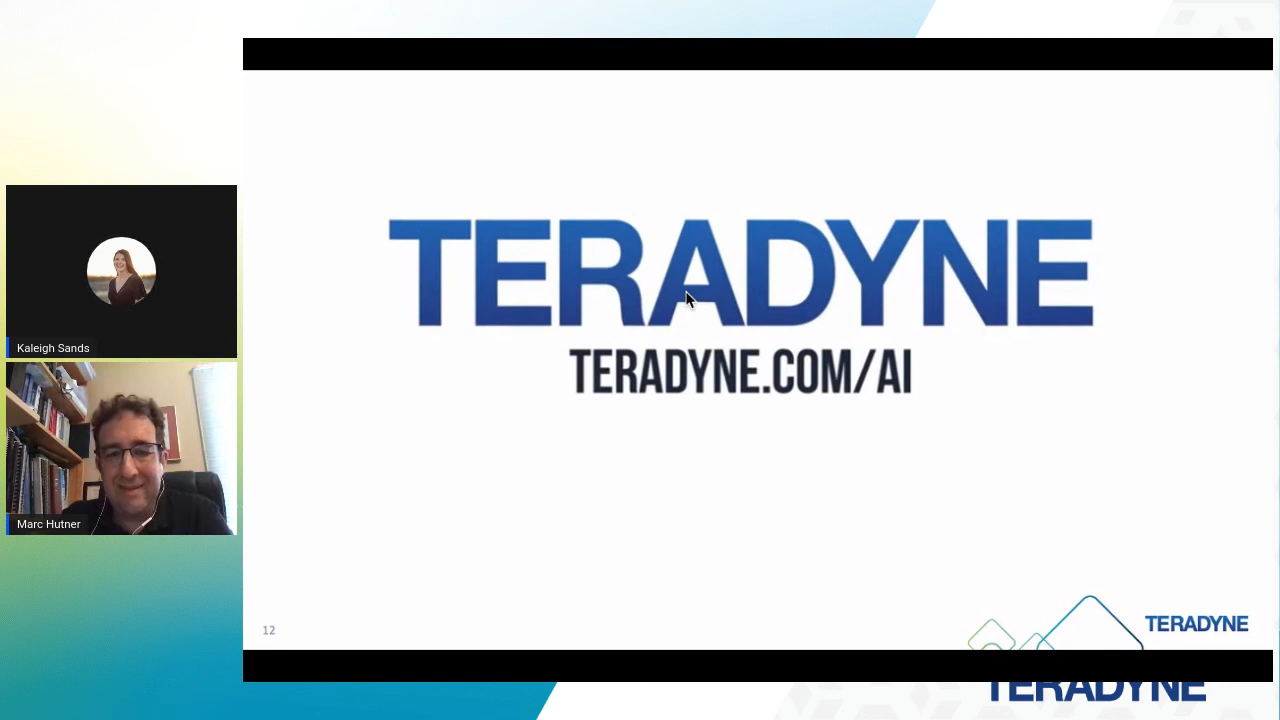 Kaleigh Sands
Marc Hutner
TERADYNE
TERADYNE.COM/AI
12
TERADYNE
TERADYNE